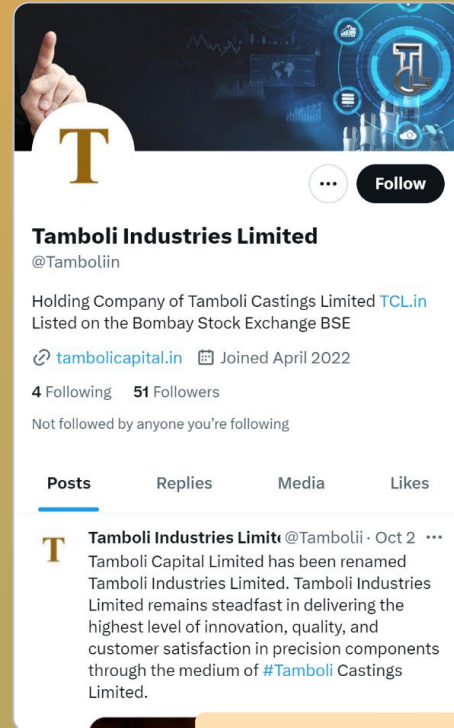 TCL
T
Follow
Tamboli Industries Limited
@Tamboliin
Holding Company of Tamboli Castings Limited TCL.in
Listed on the Bombay Stock Exchange BSE
tambolicapital.in Joined April 2022
4 Following 51 Followers
Not followed by anyone you’re following
Posts Replies Media Likes
T
Tamboli Industries Limite @Tambolii · Oct 2
Tamboli Capital Limited has been renamed
Tamboli Industries Limited. Tamboli Industries
Limited remains steadfast in delivering the
highest level of innovation, quality, and
customer satisfaction in precision components
through the medium of #Tamboli Castings
Limited.